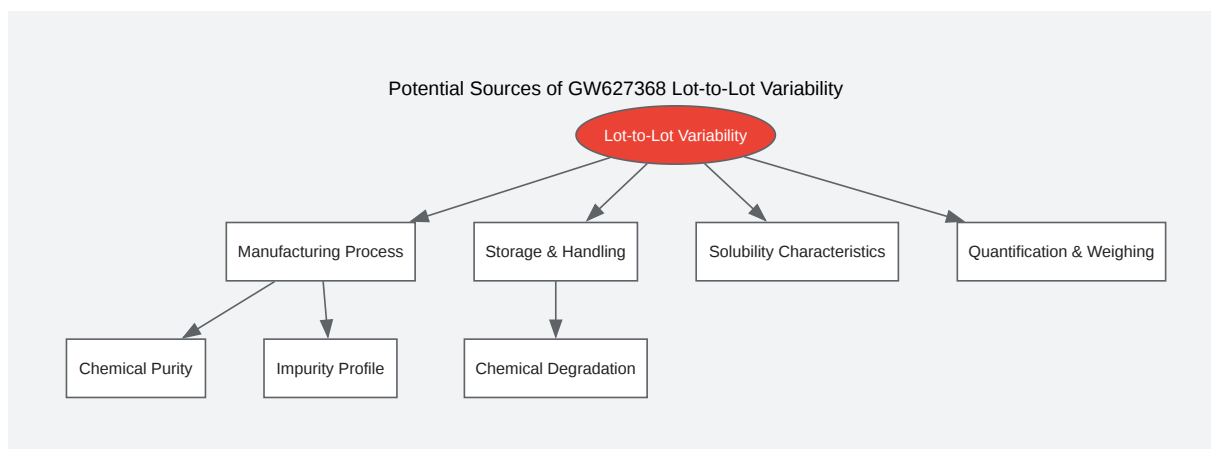 Potential Sources of GW627368 Lot-to-Lot Variability
Lot-to-Lot Variability
Manufacturing Process
Storage & Handling
Solubility Characteristics
Quantification & Weighing
Chemical Purity
Impurity Profile
Chemical Degradation